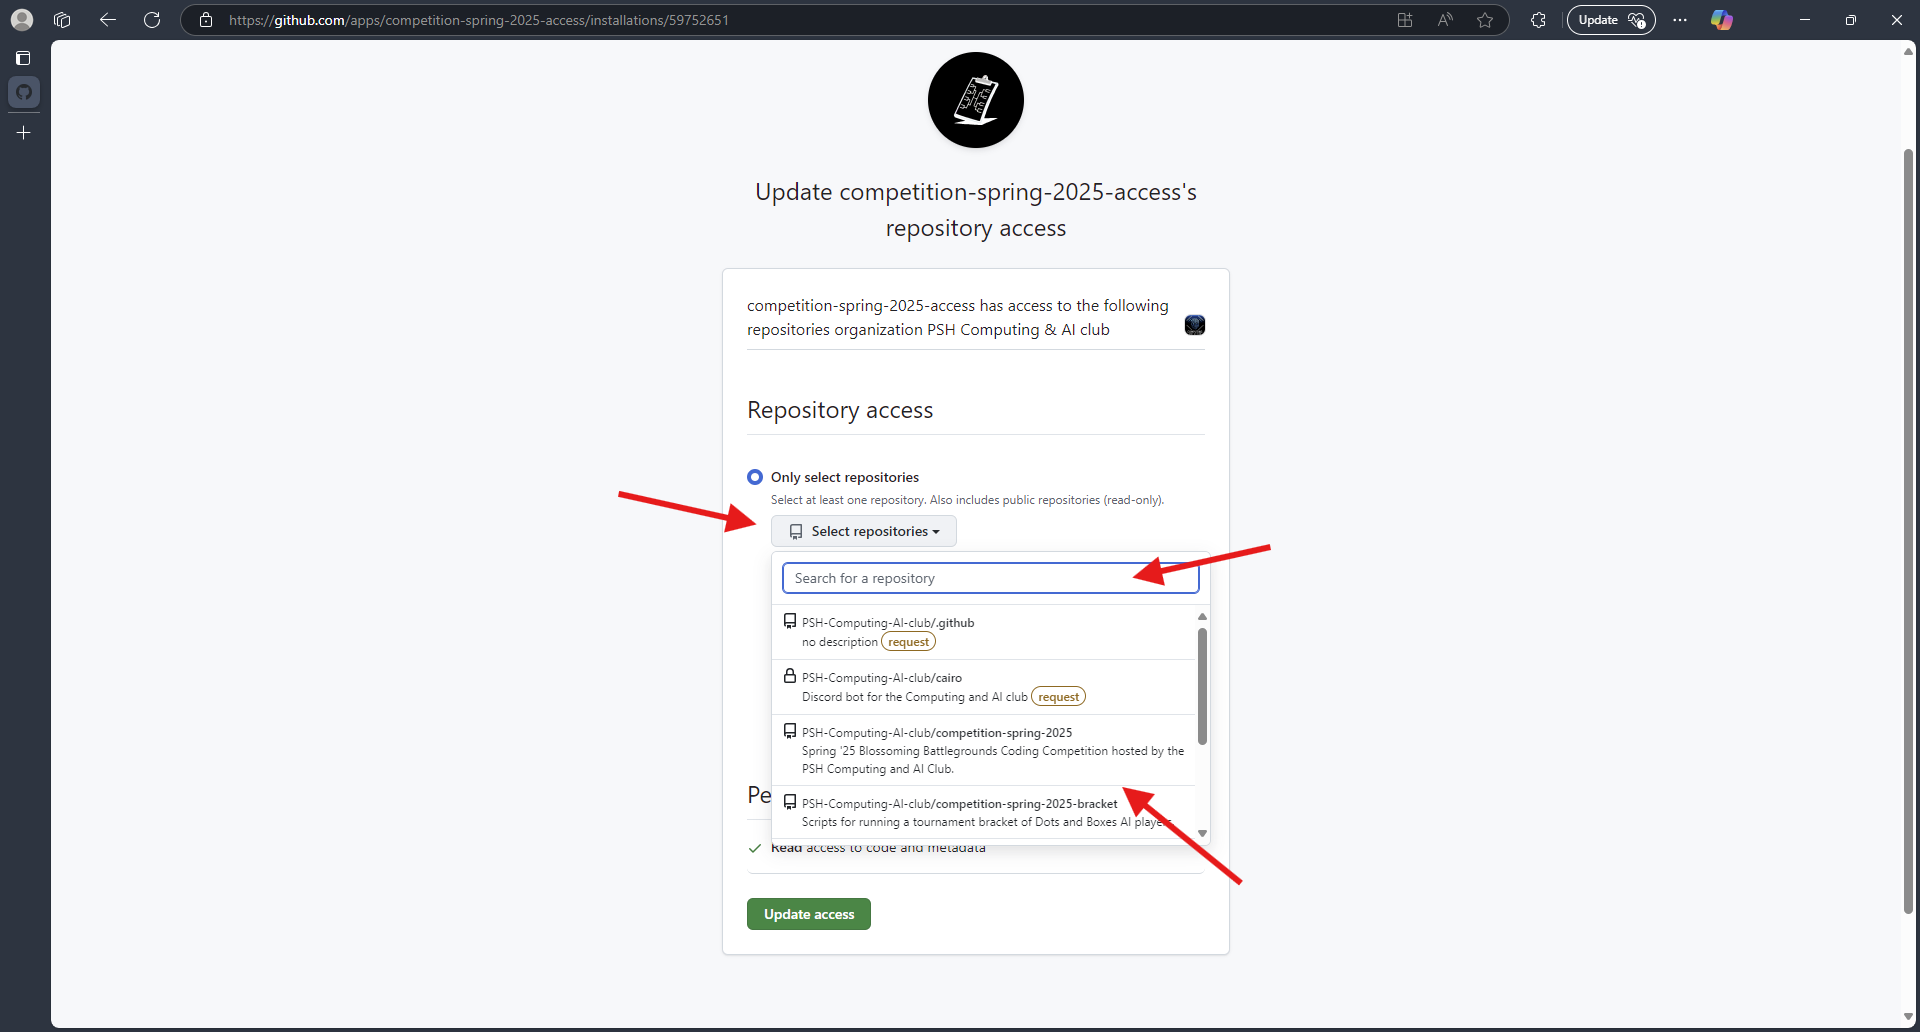 https://github.com/apps/competition-spring-2025-access/installations/59752651
Update
Update competition-spring-2025-access's
repository access
competition-spring-2025-access has access to the following
repositories organization PSH Computing & AI club
Repository access
Only select repositories
Select at least one repository. Also includes public repositories (read-only).
Select repositories
Search for a repository
PSH-Computing-AI-club/.github
no description request
PSH-Computing-AI-club/cairo
Discord bot for the Computing and AI club request
PSH-Computing-AI-club/competition-spring-2025
Spring '25 Blossoming Battlegrounds Coding Competition hosted by the
PSH Computing and AI Club.
Pe
PSH-Computing-AI-club/competition-spring-2025-bracket
Scripts for running a tournament bracket of Dots and Boxes AI players
Read access to code and metadata
Update access